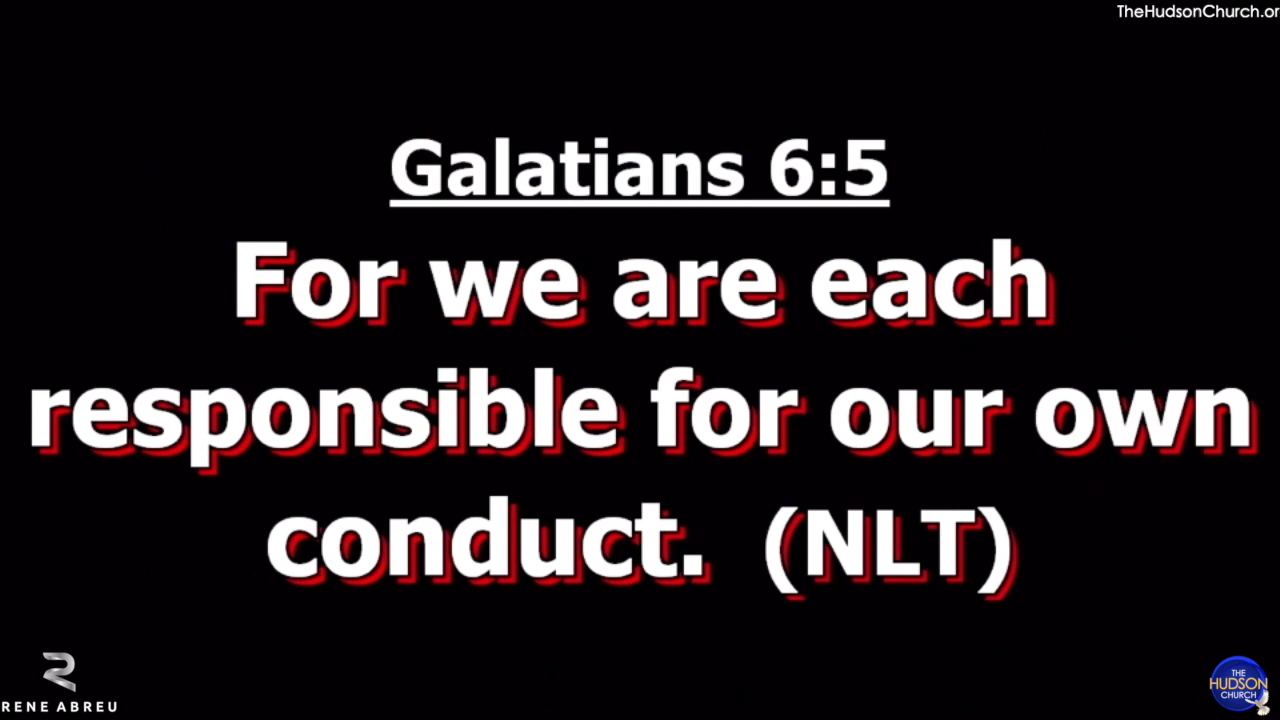 TheHudsonChurch.or
Galatians 6:5
For we are each
responsible for our own
conduct. (NLT)
RENE ABREU
THE
HUDSON
CHURCH